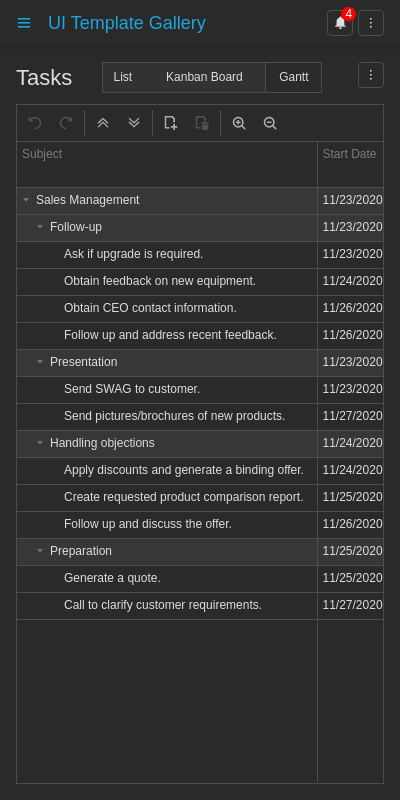 UI Template Gallery
4
Tasks
List Kanban Board Gantt
Subject Start Date
Sales Management 11/23/2020
Follow-up 11/23/2020
Ask if upgrade is required. 11/23/2020
Obtain feedback on new equipment. 11/24/2020
Obtain CEO contact information. 11/26/2020
Follow up and address recent feedback. 11/26/2020
Presentation 11/23/2020
Send SWAG to customer. 11/23/2020
Send pictures/brochures of new products. 11/27/2020
Handling objections 11/24/2020
Apply discounts and generate a binding offer. 11/24/2020
Create requested product comparison report. 11/25/2020
Follow up and discuss the offer. 11/26/2020
Preparation 11/25/2020
Generate a quote. 11/25/2020
Call to clarify customer requirements. 11/27/2020